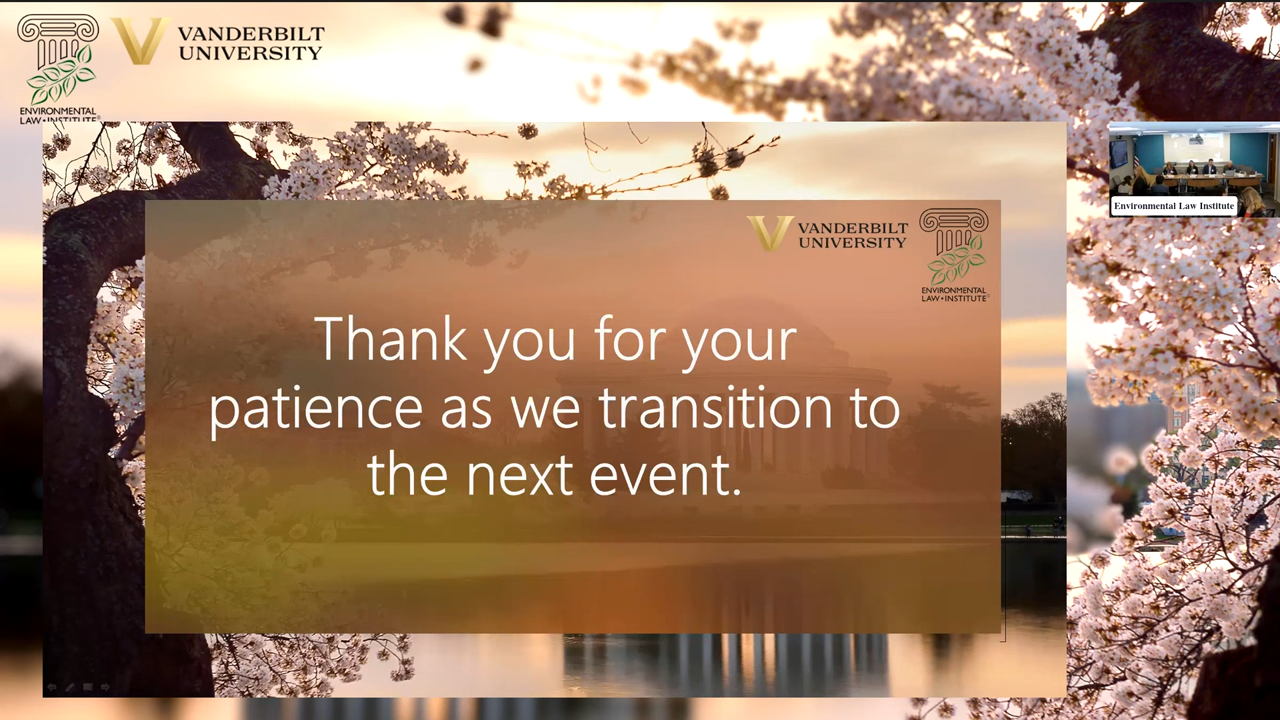 VANDERBILT
UNIVERSITY
ENVIRONMENTAL
LAW•INSTITUTE®
VANDERBILT
UNIVERSITY
ENVIRONMENTAL
LAW•INSTITUTE®
Environmental Law Institute
Thank you for your
patience as we transition to
the next event.